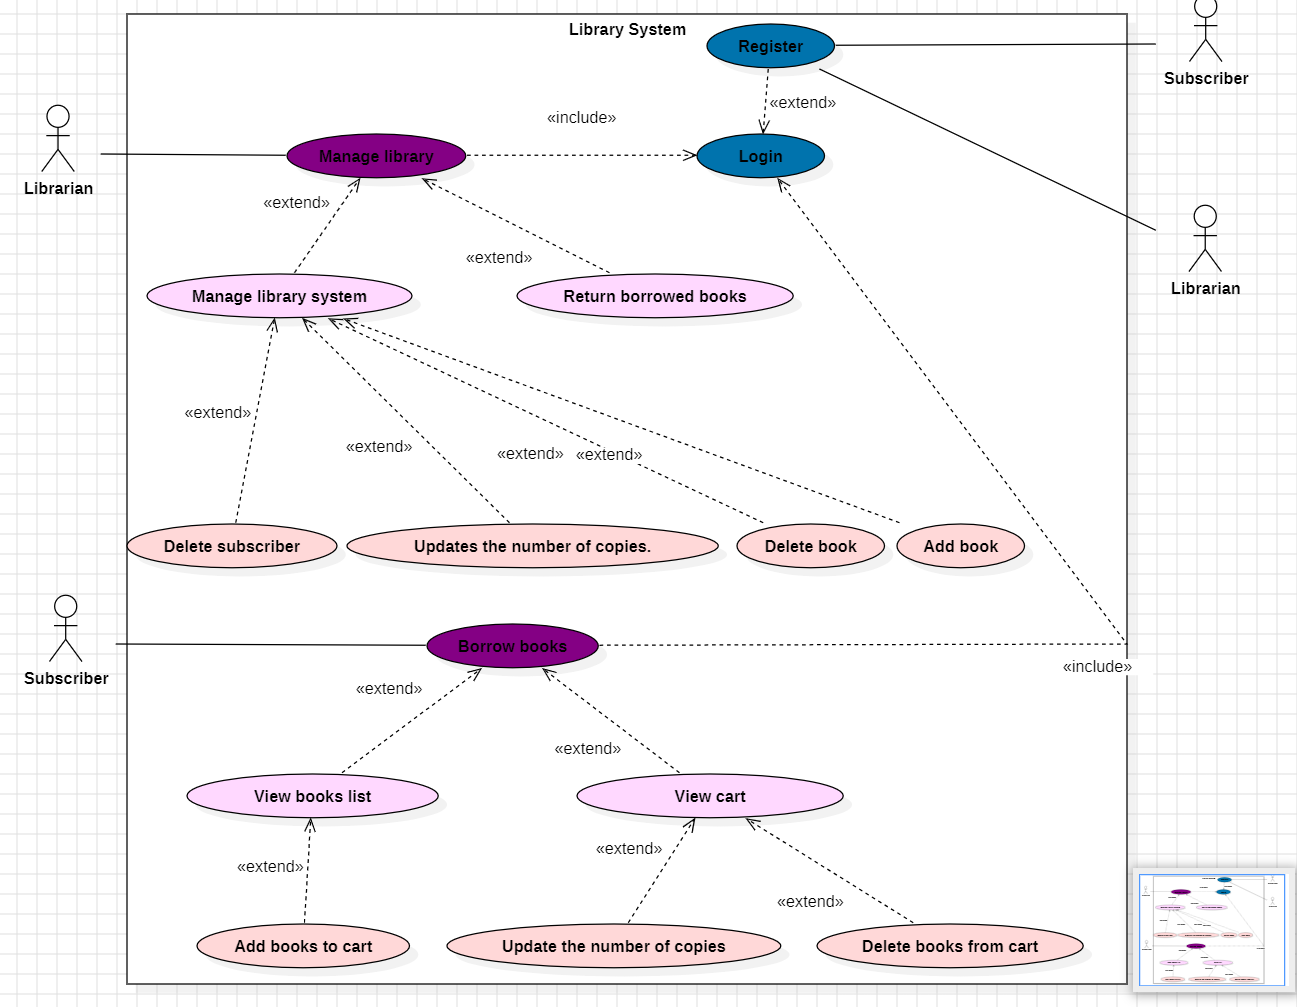 Library System
Register
Subscriber
«extend»
«include»
Manage library
Login
Librarian
«extend»
«extend»
Librarian
Manage library system
Return borrowed books
«extend»
«extend»
«extend»
«extend»
Delete subscriber
Updates the number of copies.
Delete book
Add book
Subscriber
Borrow books
«include»
«extend»
«extend»
View books list
View cart
«extend»
«extend»
«extend»
Add books to cart
Update the number of copies
Delete books from cart